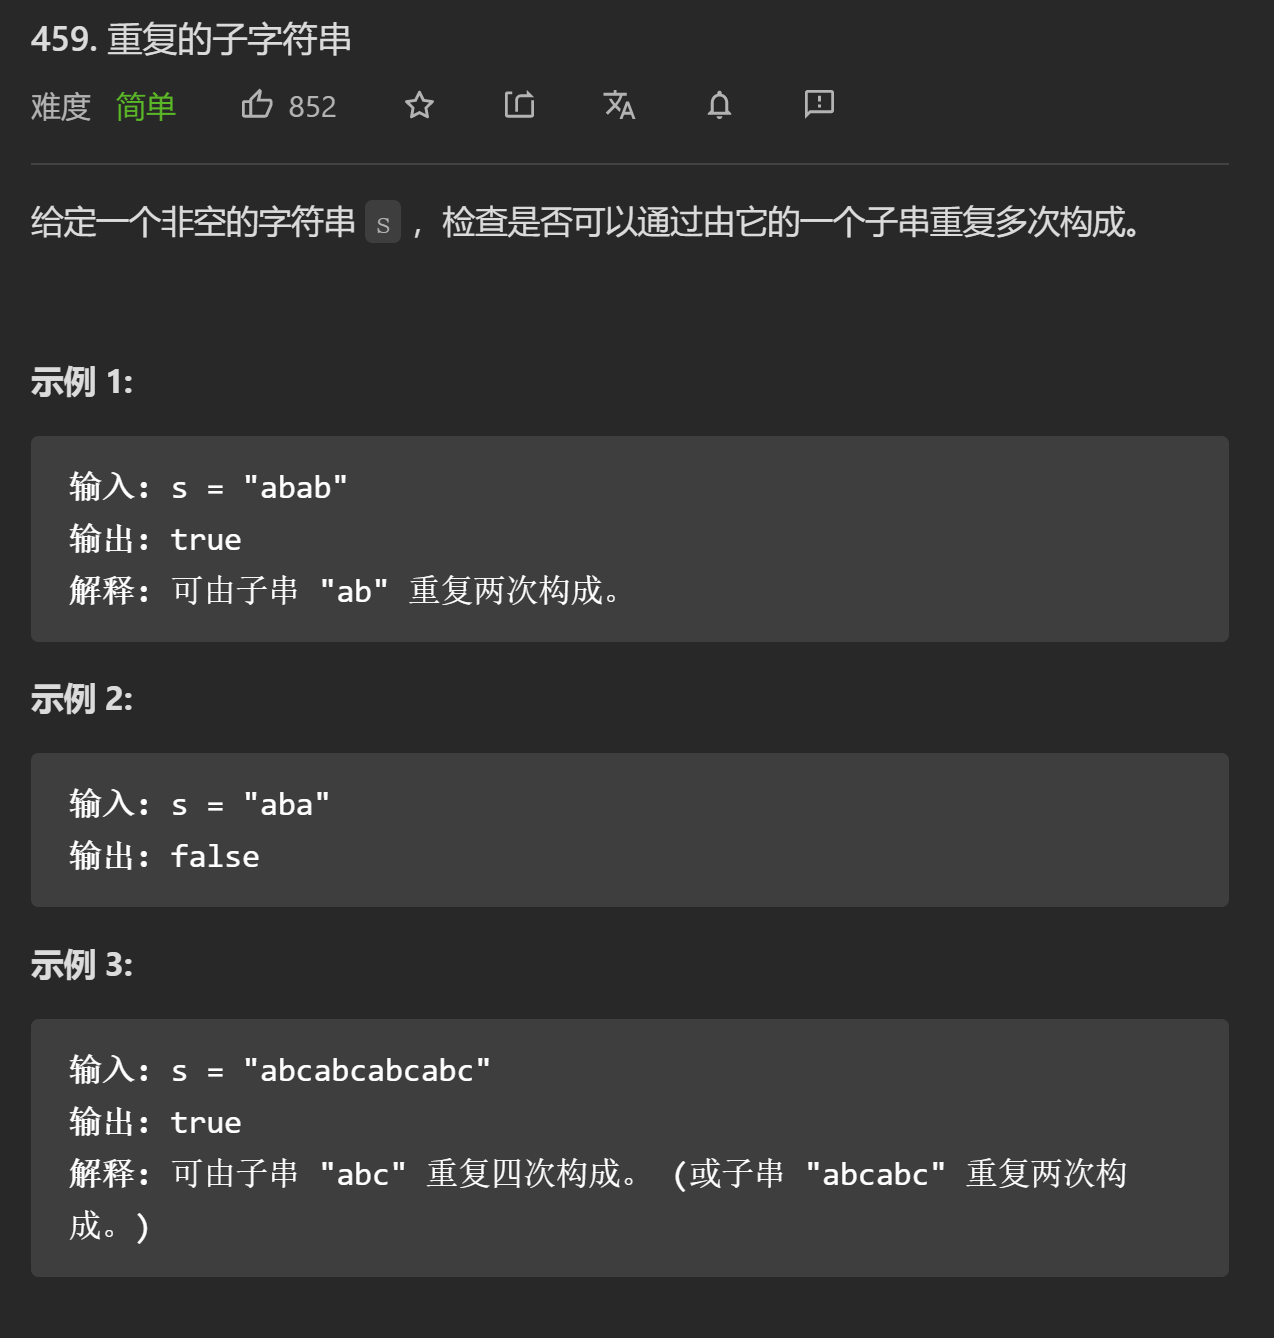 459. 重复的子字符串
难度 简单 852
给定一个非空的字符串 s ，检查是否可以通过由它的一个子串重复多次构成。
示例 1:
输入: s = "abab"
输出: true
解释: 可由子串 "ab" 重复两次构成。
示例 2:
输入: s = "aba"
输出: false
示例 3:
输入: s = "abcabcabcabc"
输出: true
解释: 可由子串 "abc" 重复四次构成。 (或子串 "abcabc" 重复两次构
成。)